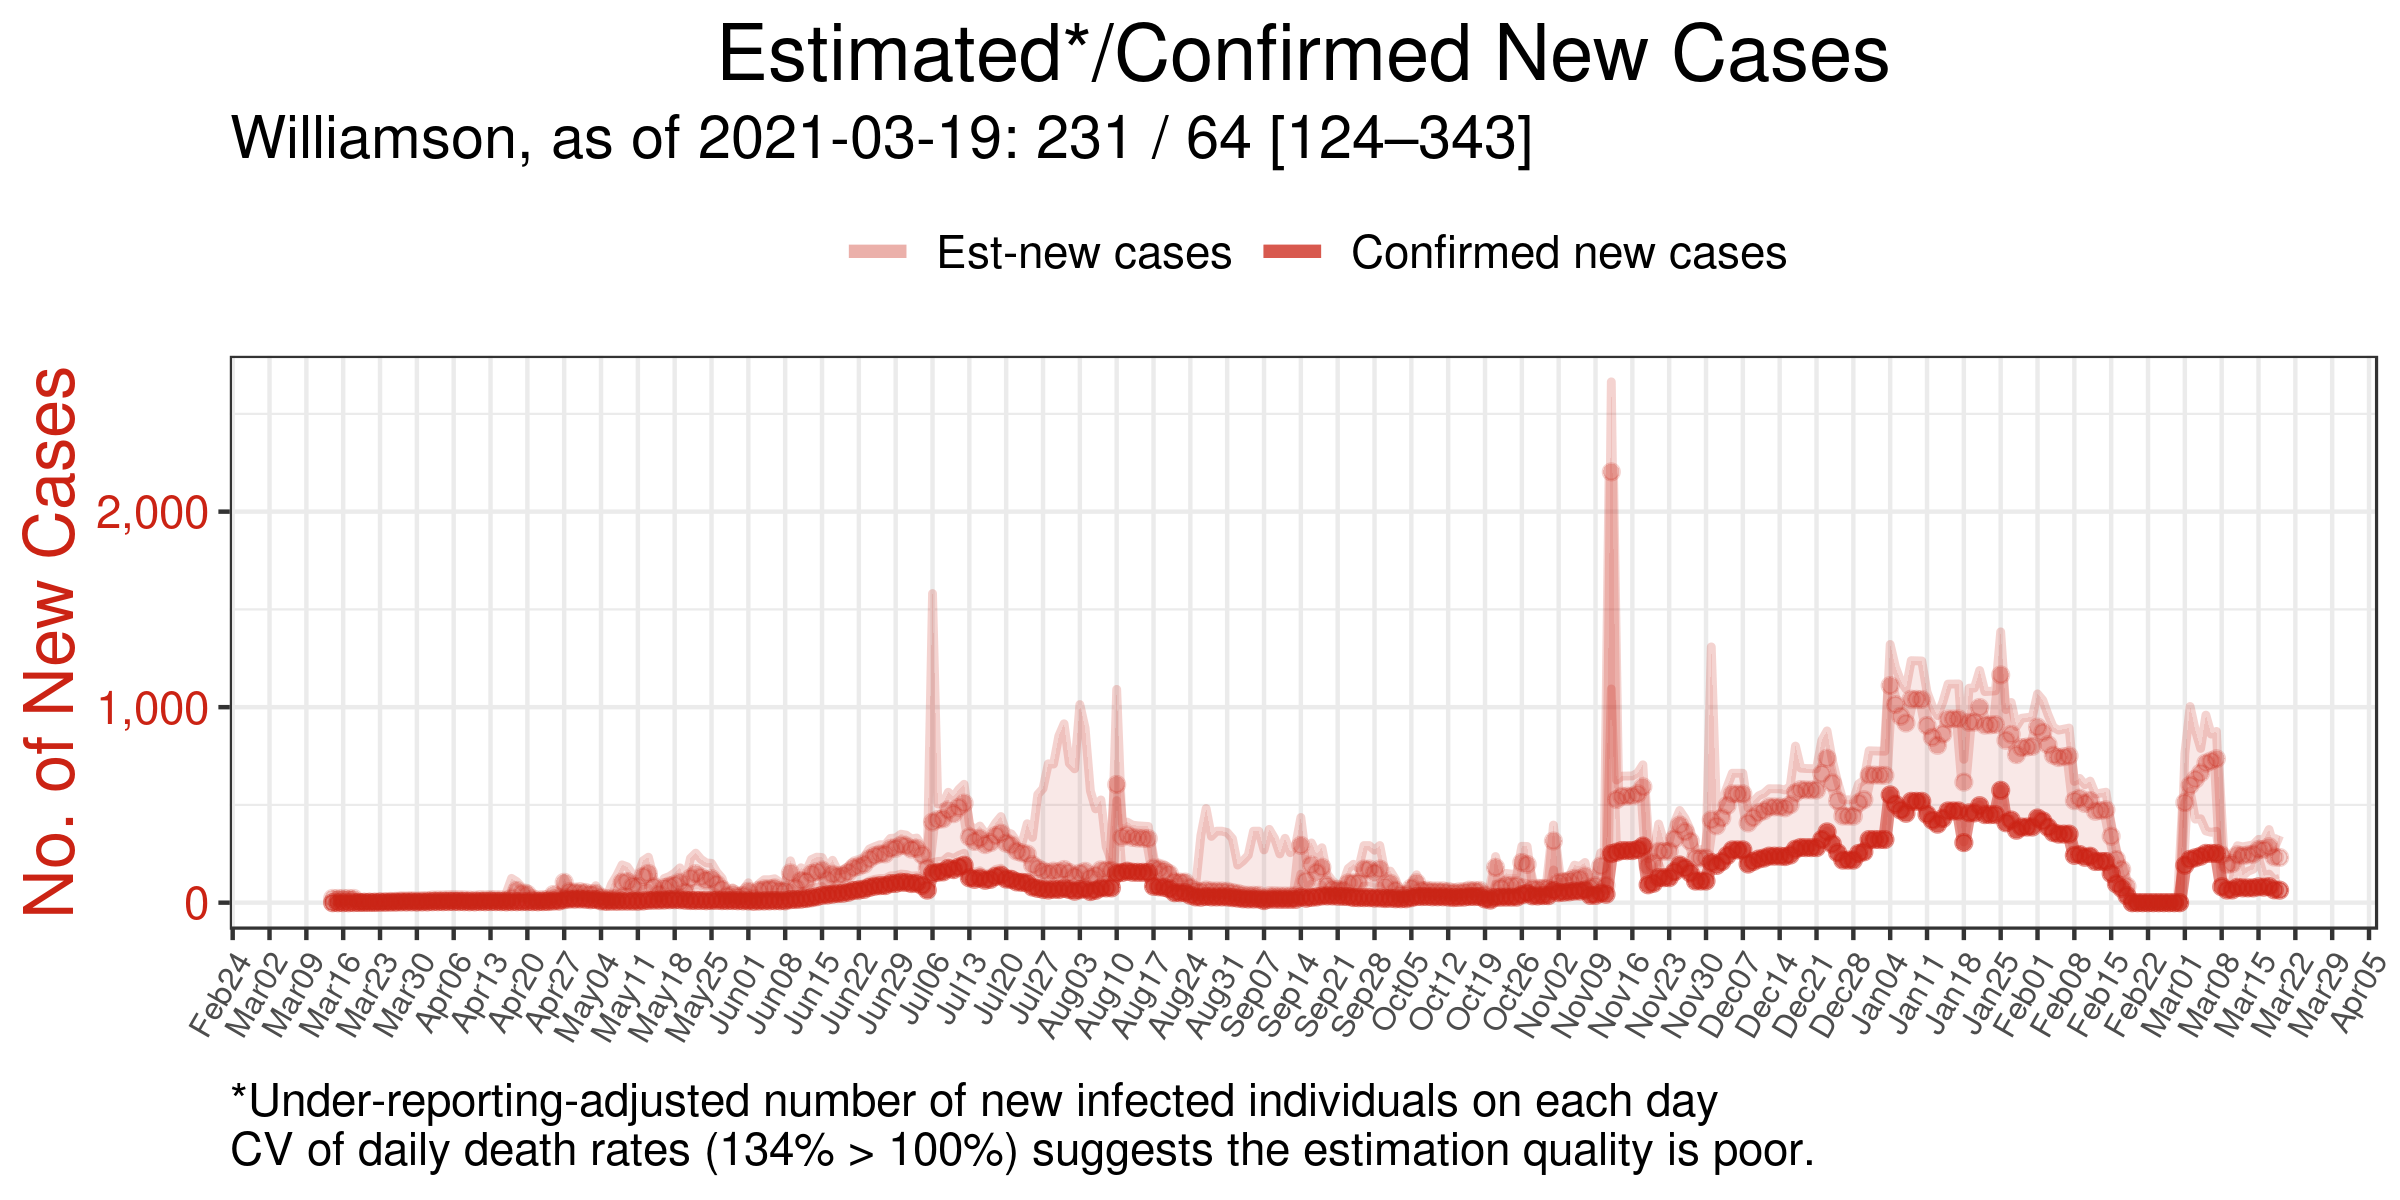 Estimated*/Confirmed New Cases
Williamson, as of 2021-03-19: 231 / 64 [124–343]
Est-new cases Confirmed new cases
No. of New Cases
2,000
1,000
0
Feb24 Mar02 Mar09 Mar16 Mar23 Mar30 Apr06 Apr13 Apr20 Apr27 May04 May11 May18 May25 Jun01 Jun08 Jun15 Jun22 Jun29 Jul06 Jul13 Jul20 Jul27 Aug03 Aug10 Aug17 Aug24 Aug31 Sep07 Sep14 Sep21 Sep28 Oct05 Oct12 Oct19 Oct26 Nov02 Nov09 Nov16 Nov23 Nov30 Dec07 Dec14 Dec21 Dec28 Jan04 Jan11 Jan18 Jan25 Feb01 Feb08 Feb15 Feb22 Mar01 Mar08 Mar15 Mar22 Mar29 Apr05
*Under-reporting-adjusted number of new infected individuals on each day
CV of daily death rates (134% > 100%) suggests the estimation quality is poor.